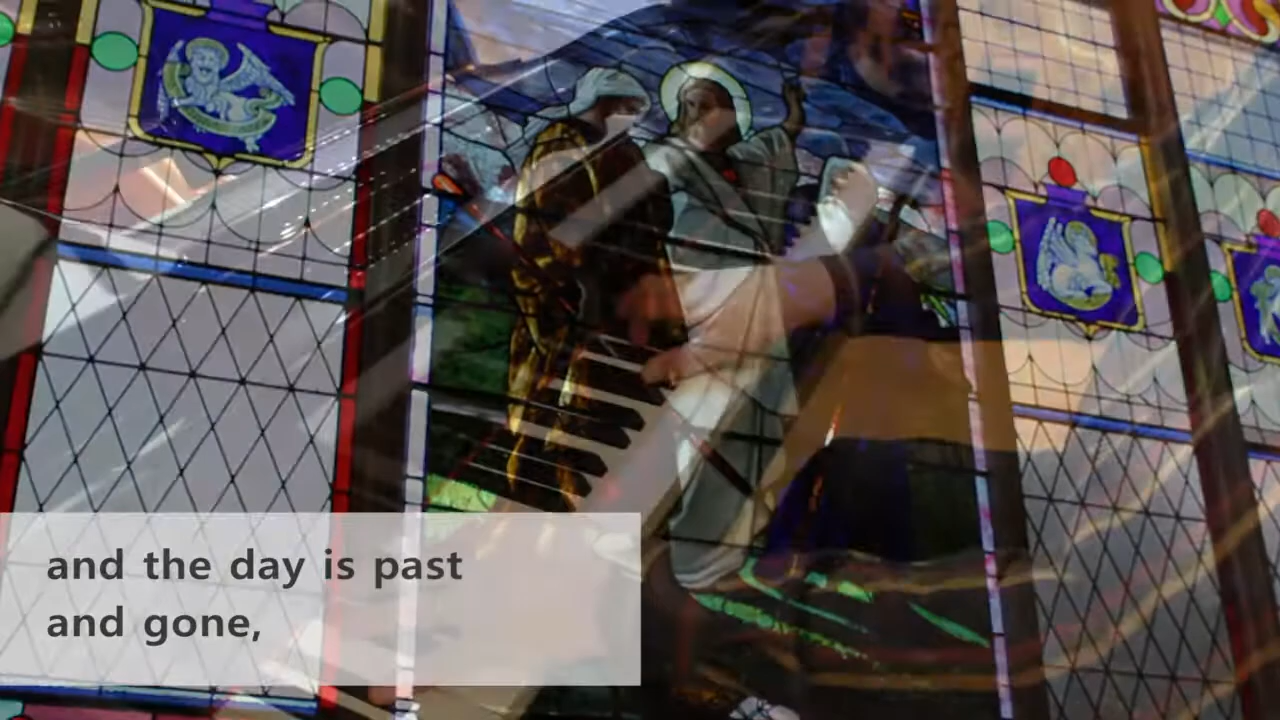 and the day is past
and gone,